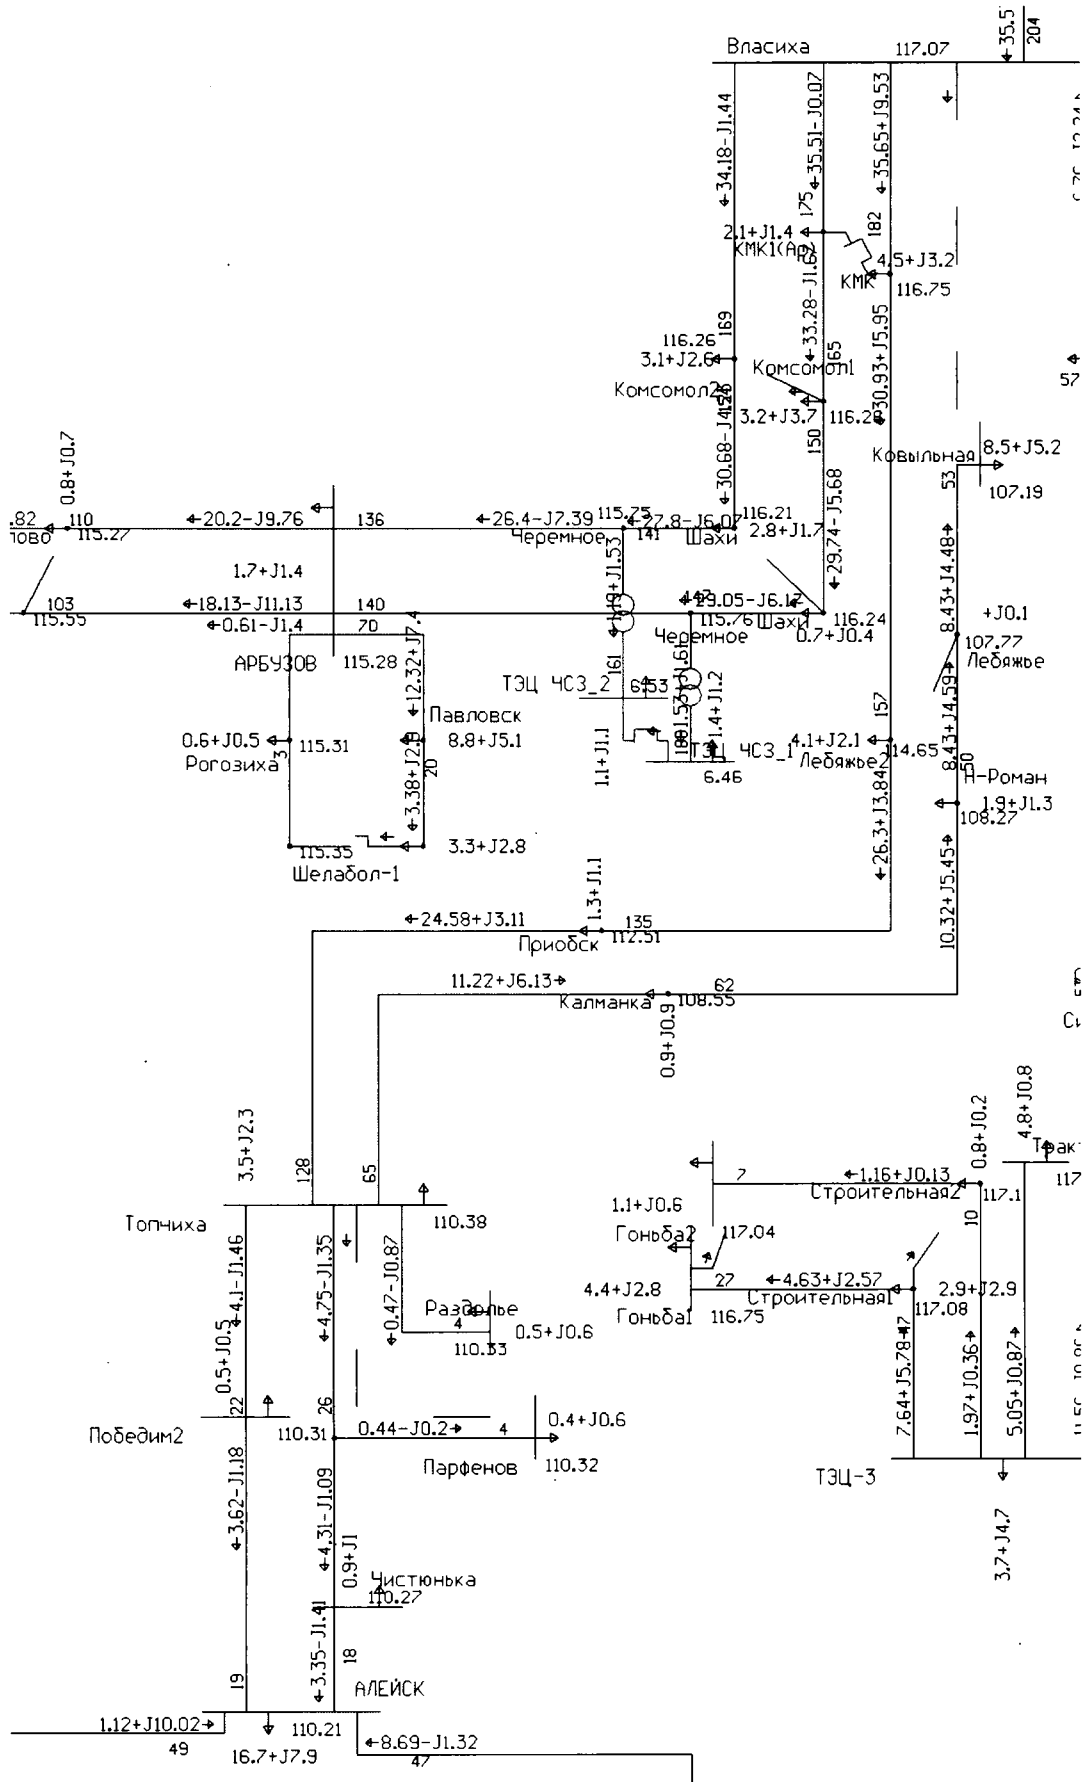 Власиха
117.07
←35.5
204
←34.18-J1.44
←35.51-J0.07
←35.65+J9.53
175
182
2.1+J1.4
КМК1(Ар)
4.5+J3.2
КМК
116.75
←33.28-J1.69
169
165
116.26
3.1+J2.6
Комсомол1
←30.93+J5.95
57
3.2+J3.7
150
Ковыльная
8.5+J5.2
53
107.19
0.8+J0.7
.82
110
115.27
←20.2-J9.76
136
←26.4-J7.39
115.75
141
Черемное
Шахи
116.21
2.8+J1.7
←29.74-J5.68
8.43+J4.48→
1.7+J1.4
103
115.55
←18.13-J11.13
140
←29.05-J6.17
115.76
Черемное
Шахи
116.24
0.7+J0.4
+J0.1
107.77
Лебяжье
←0.61-J1.4
70
АРБУЗОВ
115.28
←12.32+J7.4
161
ТЭЦ ЧСЗ_2
6.53
1.4+J1.2
157
Павловск
0.6+J0.5
115.31
8.8+J5.1
Рогозиха
3
20
1.1+J1.1
ТЭЦ ЧСЗ_1
6.46
4.1+J2.1
Лебяжье2
114.65
8.43+J4.59→
50
Н-Роман
1.9+J1.3
108.27
←26.3+J3.84
115.35
3.3+J2.8
Шелабол-1
1.3+J1.1
←24.58+J3.11
135
Приобск
112.51
10.32+J5.45→
11.22+J6.13→
62
Калманка
108.55
0.9+J0.9
3.5+J2.3
128
65
0.8+J0.2
4.8+J0.8
7
←1.16+J0.13
Строительная2
117.1
10
Топчиха
110.38
1.1+J0.6
Гоньба2
117.04
←4.1-J1.46
←4.75-J1.35
←0.47-J0.87
4.4+J2.8
27
←4.63+J2.57
2.9+J2.9
Строительная1
117.08
Гоньба1
116.75
Раздолье
4
0.5+J0.6
110.33
0.5+J0.5
22
26
7.64+J5.78→
1.97+J0.36→
5.05+J0.87→
Победим2
110.31
0.44-J0.2→
4
0.4+J0.6
Парфенов
110.32
ТЭЦ-3
←3.62-J1.18
←4.31-J1.09
0.9+J1
3.7+J4.7
Чистюнька
110.27
←3.35-J1.41
19
18
АЛЕЙСК
1.12+J10.02→
49
110.21
16.7+J7.9
←8.69-J1.32
47